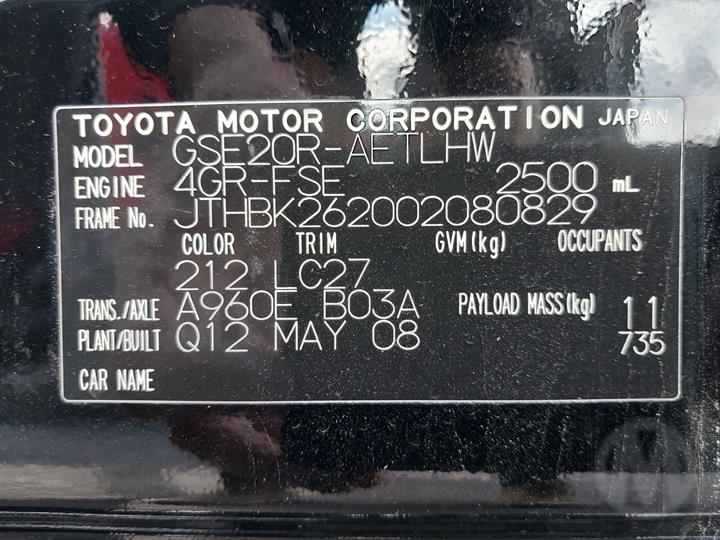 TOYOTA MOTOR CORPORATION JAPAN
MODEL GSE20R-AETLHW
ENGINE 4GR-FSE 2500 mL
FRAME No. JTHBK262002080829
COLOR TRIM GVM(kg) OCCUPANTS
212 LC27
TRANS./AXLE A960E B03A PAYLOAD MASS(kg) 11
PLANT/BUILT Q12 MAY 08 735
CAR NAME
M